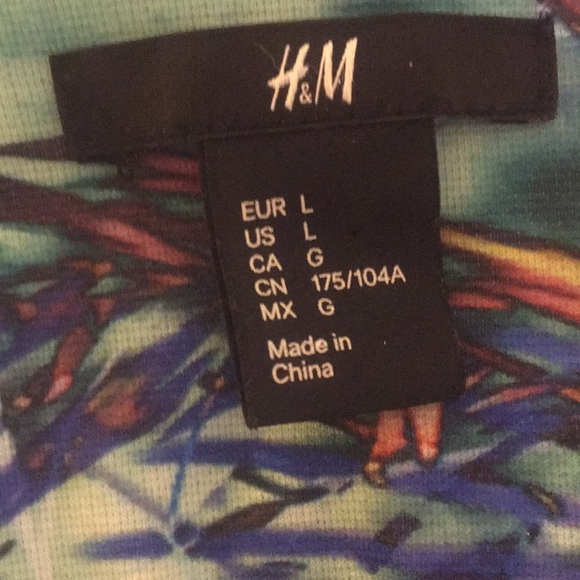 H&M
EUR L
US L
CA G
CN 175/104A
MX G
Made in
China